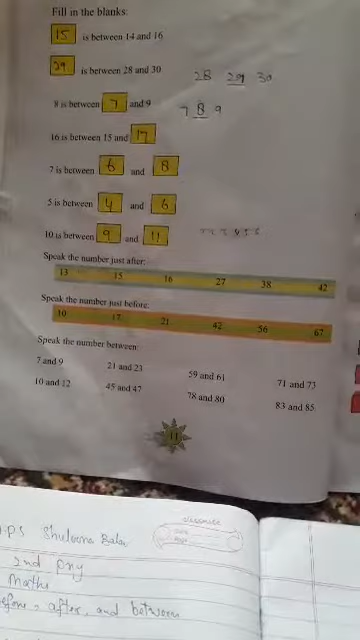 Fill in the blanks:
15 is between 14 and 16
29 is between 28 and 30
28 29 30
8 is between 7 and 9
7 8 9
16 is between 15 and 17
7 is between 6 and 8
5 is between 4 and 6
10 is between 9 and 11
Speak the number just after:
13 15 16 27 38 42
Speak the number just before:
10 17 21 42 56 67
Speak the number between:
7 and 9 21 and 23 59 and 61 71 and 73
10 and 12 45 and 47 78 and 80 83 and 85
11
classmate
Date
Page
2nd
Maths
after, and between